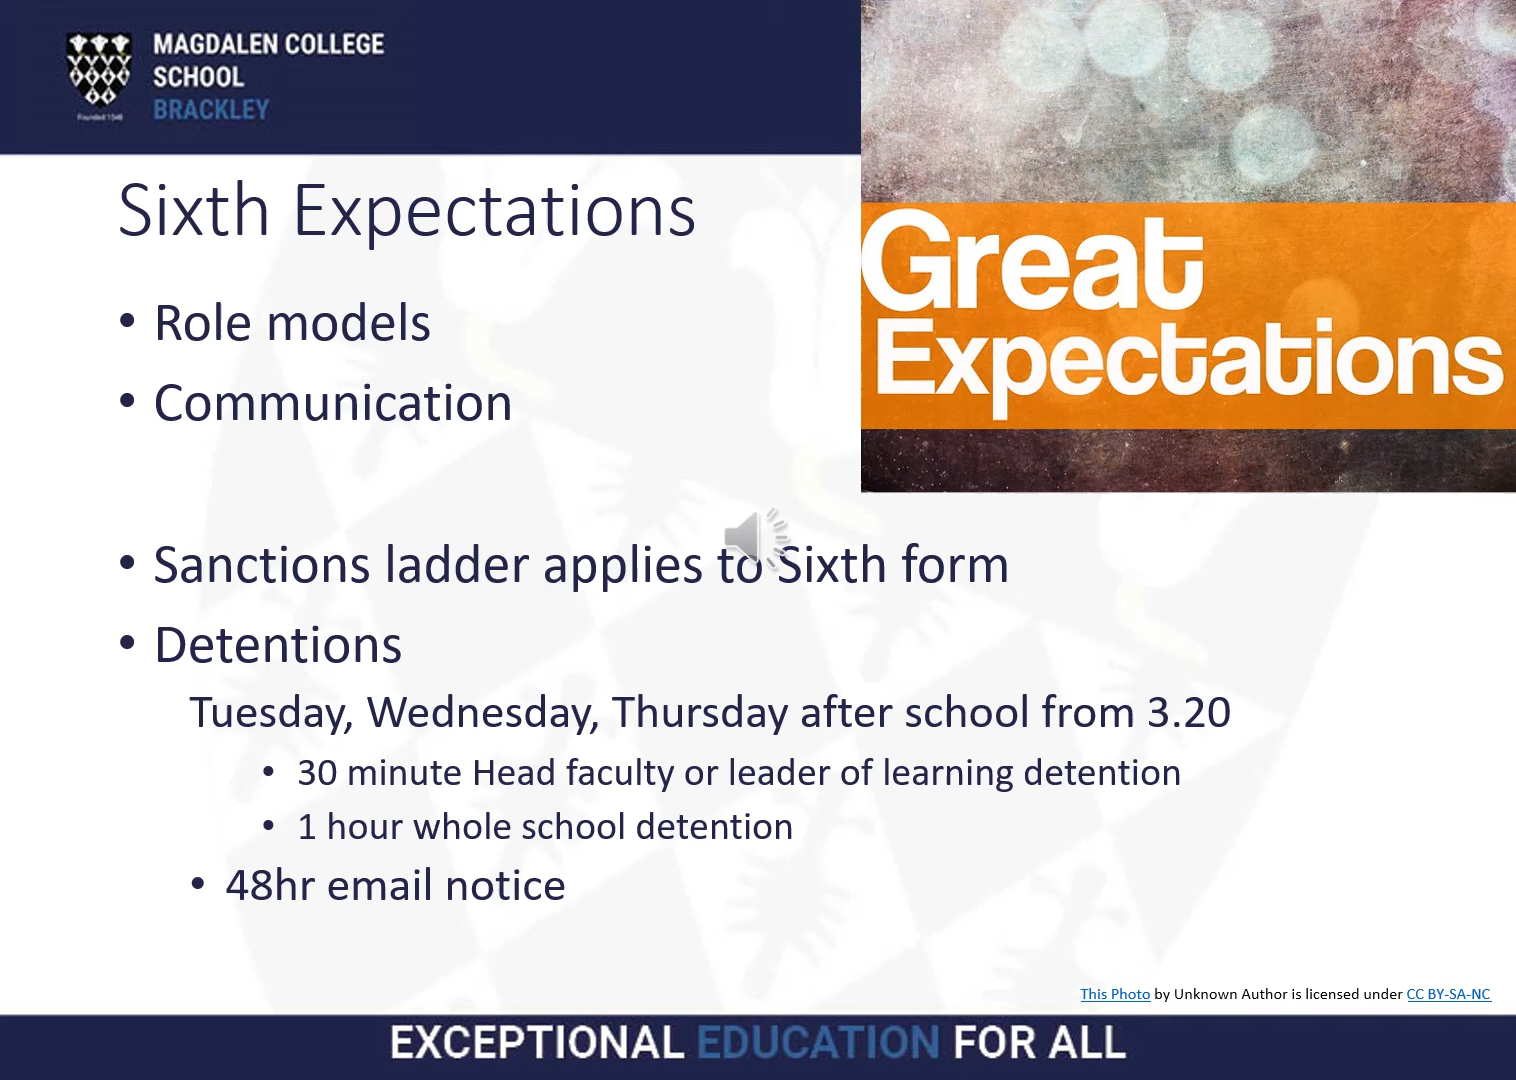 MAGDALEN COLLEGE
SCHOOL
BRACKLEY
Founded 1548
Great
Expectations
Sixth Expectations
• Role models
• Communication
• Sanctions ladder applies to Sixth form
• Detentions
Tuesday, Wednesday, Thursday after school from 3.20
• 30 minute Head faculty or leader of learning detention
• 1 hour whole school detention
• 48hr email notice
This Photo by Unknown Author is licensed under CC BY-SA-NC
EXCEPTIONAL EDUCATION FOR ALL